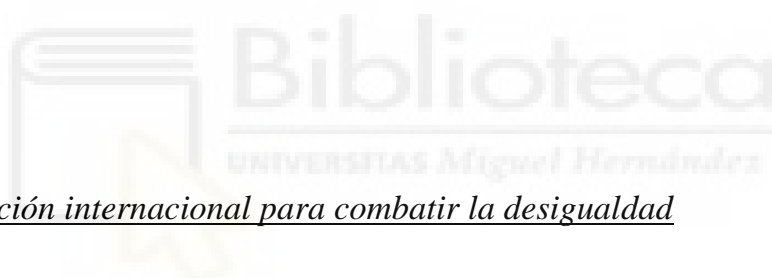 Biblioteca
UNIVERSITAS Miguel Hernández
ción internacional para combatir la desigualdad